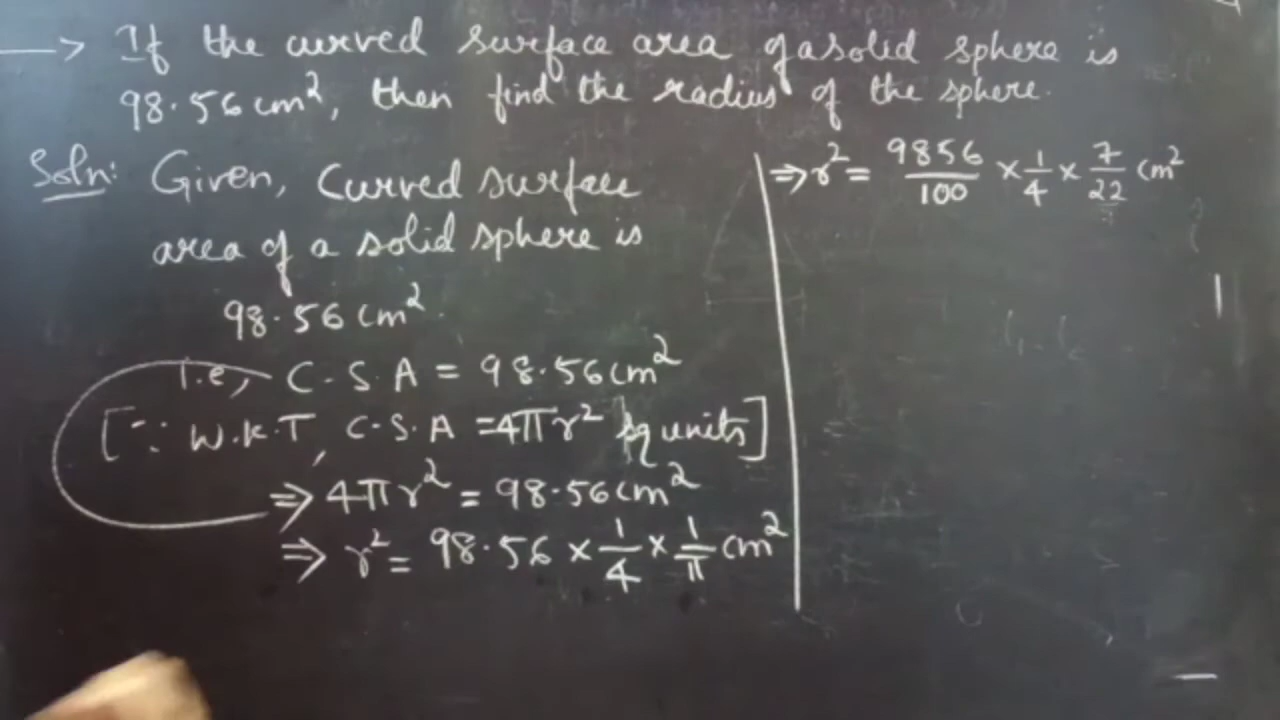 → If the curved surface area of a solid sphere is
98.56 cm², then find the radius of the sphere.
Soln: Given, Curved surface
area of a solid sphere is
98.56 cm².
i.e, C.S.A = 98.56 cm²
[∵ W.K.T, C.S.A = 4πr² sq units]
⇒ 4πr² = 98.56 cm²
⇒ r² = 98.56 × 1/4 × 1/π cm²
⇒ r² = 9856/100 × 1/4 × 7/22 cm²